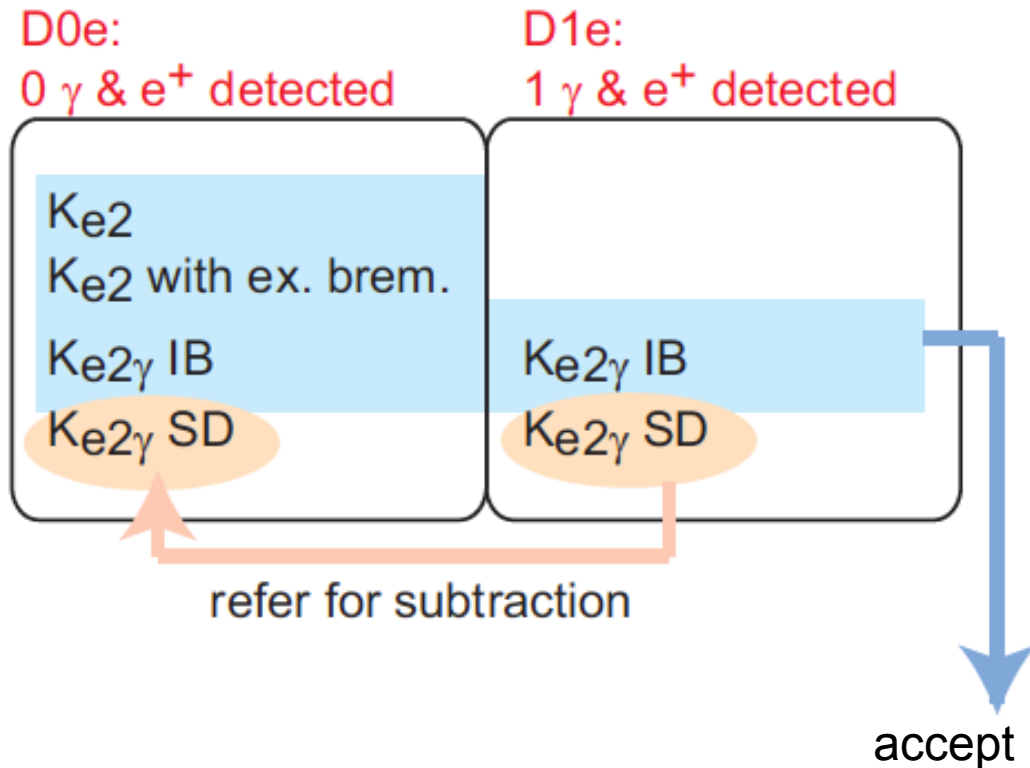 D0e:
0 γ & e⁺ detected
D1e:
1 γ & e⁺ detected
Ke2
Ke2 with ex. brem.
Ke2γ IB
Ke2γ SD
Ke2γ IB
Ke2γ SD
refer for subtraction
accept